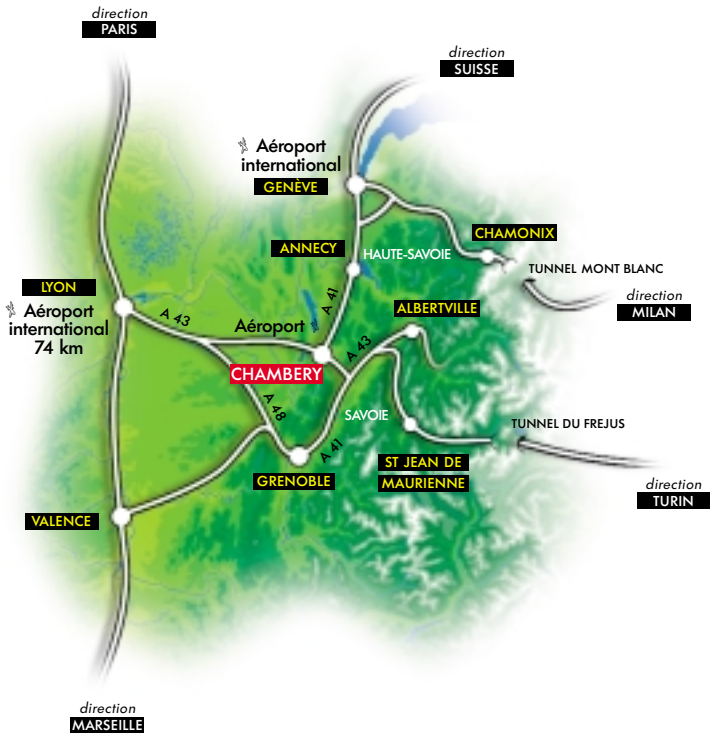 direction
PARIS
direction
SUISSE
Aéroport
international
GENÈVE
CHAMONIX
ANNECY
HAUTE-SAVOIE
TUNNEL MONT BLANC
LYON
Aéroport
international
74 km
direction
MILAN
A 41
ALBERTVILLE
A 43
Aéroport
A 43
CHAMBERY
A 48
SAVOIE
TUNNEL DU FREJUS
A 41
ST JEAN DE
MAURIENNE
GRENOBLE
direction
TURIN
VALENCE
direction
MARSEILLE